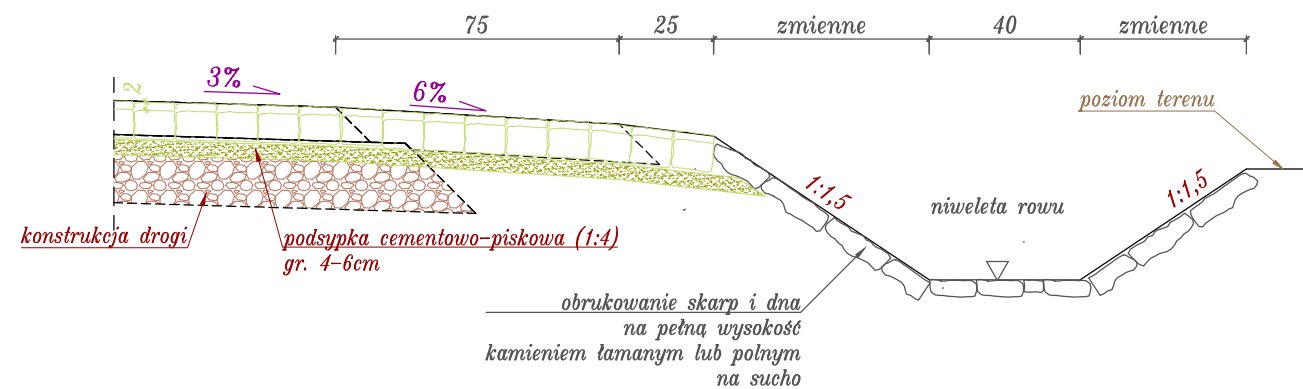 75
25
zmienne
40
zmienne
2
3%
6%
poziom terenu
1:1,5
1:1,5
niweleta rowu
konstrukcja drogi
podsypka cementowo-piskowa (1:4)
gr. 4-6cm
obrukowanie skarp i dna
na pełną wysokość
kamieniem łamanym lub polnym
na sucho